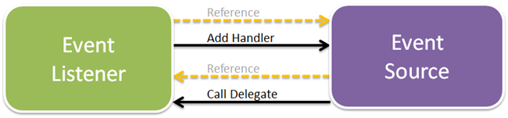 Event
Listener
Reference
Add Handler
Reference
Call Delegate
Event
Source